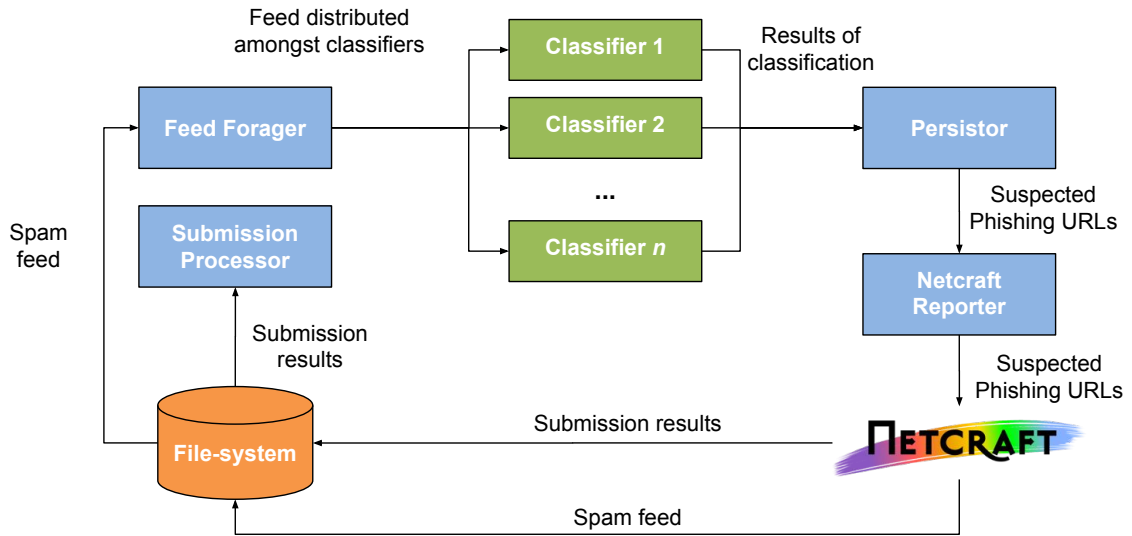 Feed distributed
amongst classifiers
Classifier 1
Results of
classification
Feed Forager
Classifier 2
Persistor
...
Suspected
Phishing URLs
Spam
feed
Submission
Processor
Classifier n
Netcraft
Reporter
Submission
results
Suspected
Phishing URLs
File-system
Submission results
NETCRAFT
Spam feed